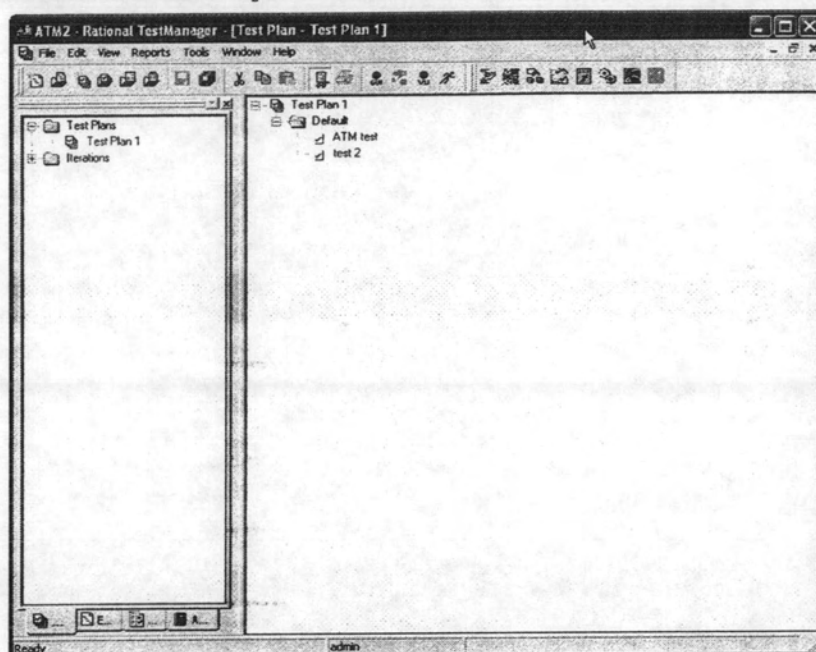 ATM2 - Rational TestManager - [Test Plan - Test Plan 1]
File Edit View Reports Tools Window Help
Test Plans
Test Plan 1
Iterations
Test Plan 1
Default
ATM test
test 2
E...
A...
Ready
admin